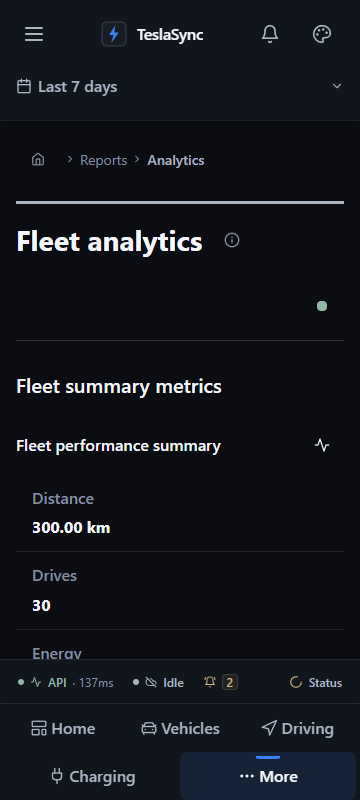 TeslaSync
Last 7 days
Reports > Analytics
Fleet analytics
Fleet summary metrics
Fleet performance summary
Distance
300.00 km
Drives
30
Energy
API · 137ms Idle 2 Status
Home Vehicles Driving
Charging More